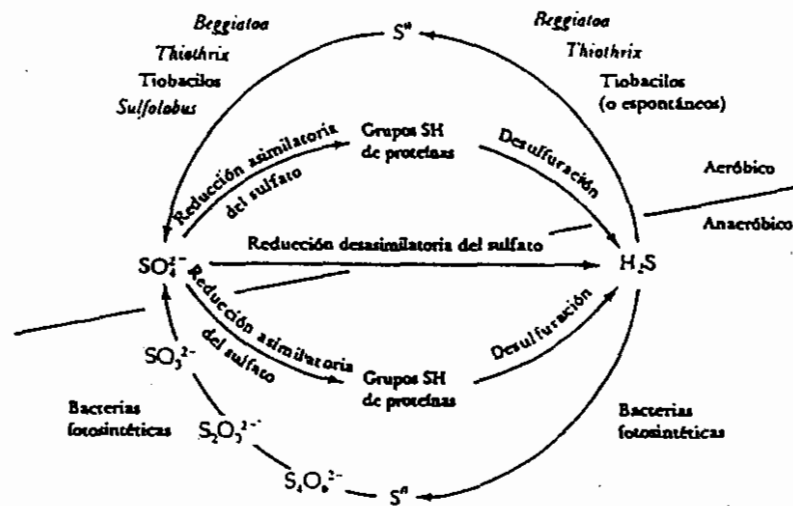 Beggiatoa
Thiothrix
Tiobacilos
Sulfolobus
S°
Beggiatoa
Thiothrix
Tiobacilos
(o espontáneos)
Reducción asimilatoria
del sulfato
Grupos SH
de proteínas
Desulfuración
Aeróbico
Anaeróbico
SO₄²⁻
Reducción desasimilatoria del sulfato
H₂S
Reducción asimilatoria
del sulfato
Grupos SH
de proteínas
Desulfuración
SO₃²⁻
Bacterias
fotosintéticas
S₂O₃²⁻
S₄O₆²⁻
S°
Bacterias
fotosintéticas